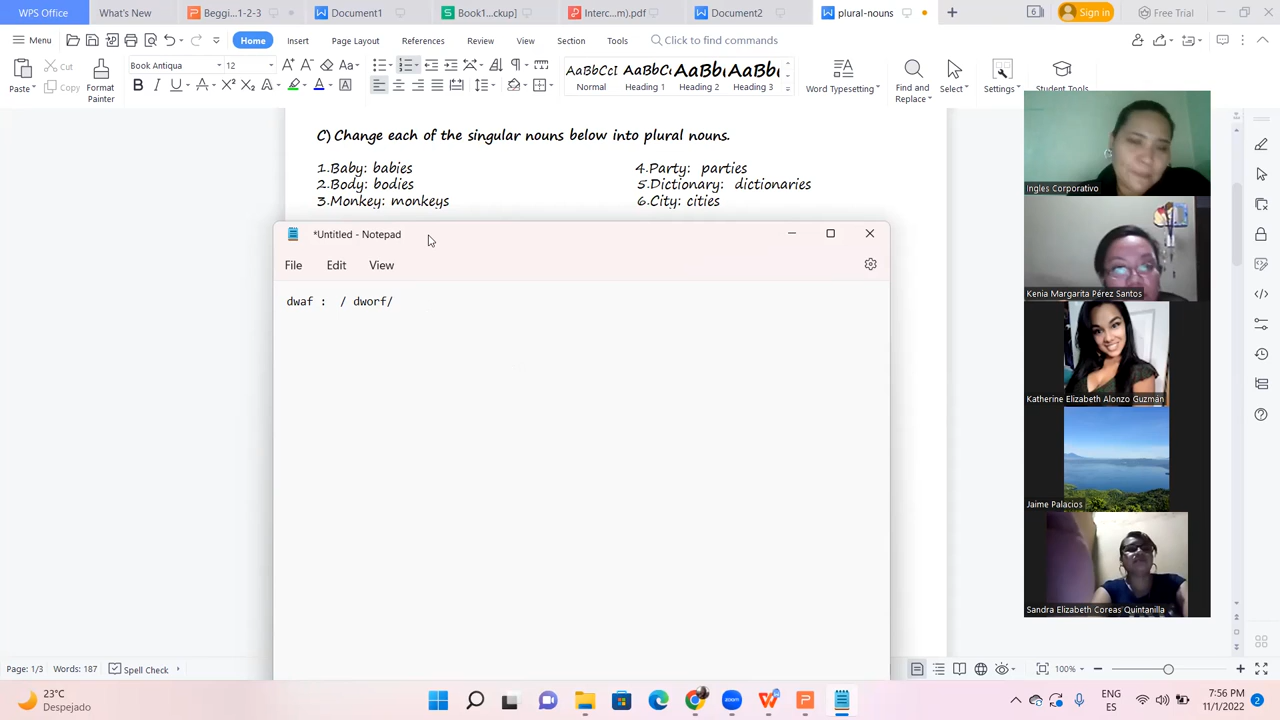 WPS Office What's New Beggi...1-2-3 Document1 Book1...ckup] Interc...m).pdf Document2 plural-nouns 6 Sign in Free Trial
Menu Home Insert Page Layout References Review View Section Tools Click to find commands
Paste Cut Copy Format Painter Book Antiqua 12
AaBbCcI AaBbC AaBb AaBb
Normal Heading 1 Heading 2 Heading 3
Word Typesetting Find and Replace Select Settings Student Tools
C) Change each of the singular nouns below into plural nouns.
1.Baby: babies 4.Party: parties
2.Body: bodies 5.Dictionary: dictionaries
3.Monkey: monkeys 6.City: cities
*Untitled - Notepad
File Edit View
dwaf : / dworf/
Ingles Corporativo
Kenia Margarita Pérez Santos
Katherine Elizabeth Alonzo Guzmán
Jaime Palacios
Sandra Elizabeth Coreas Quintanilla
Page: 1/3 Words: 187 Spell Check 100%
23°C
Despejado
zoom
ENG
ES
7:56 PM
11/1/2022
2